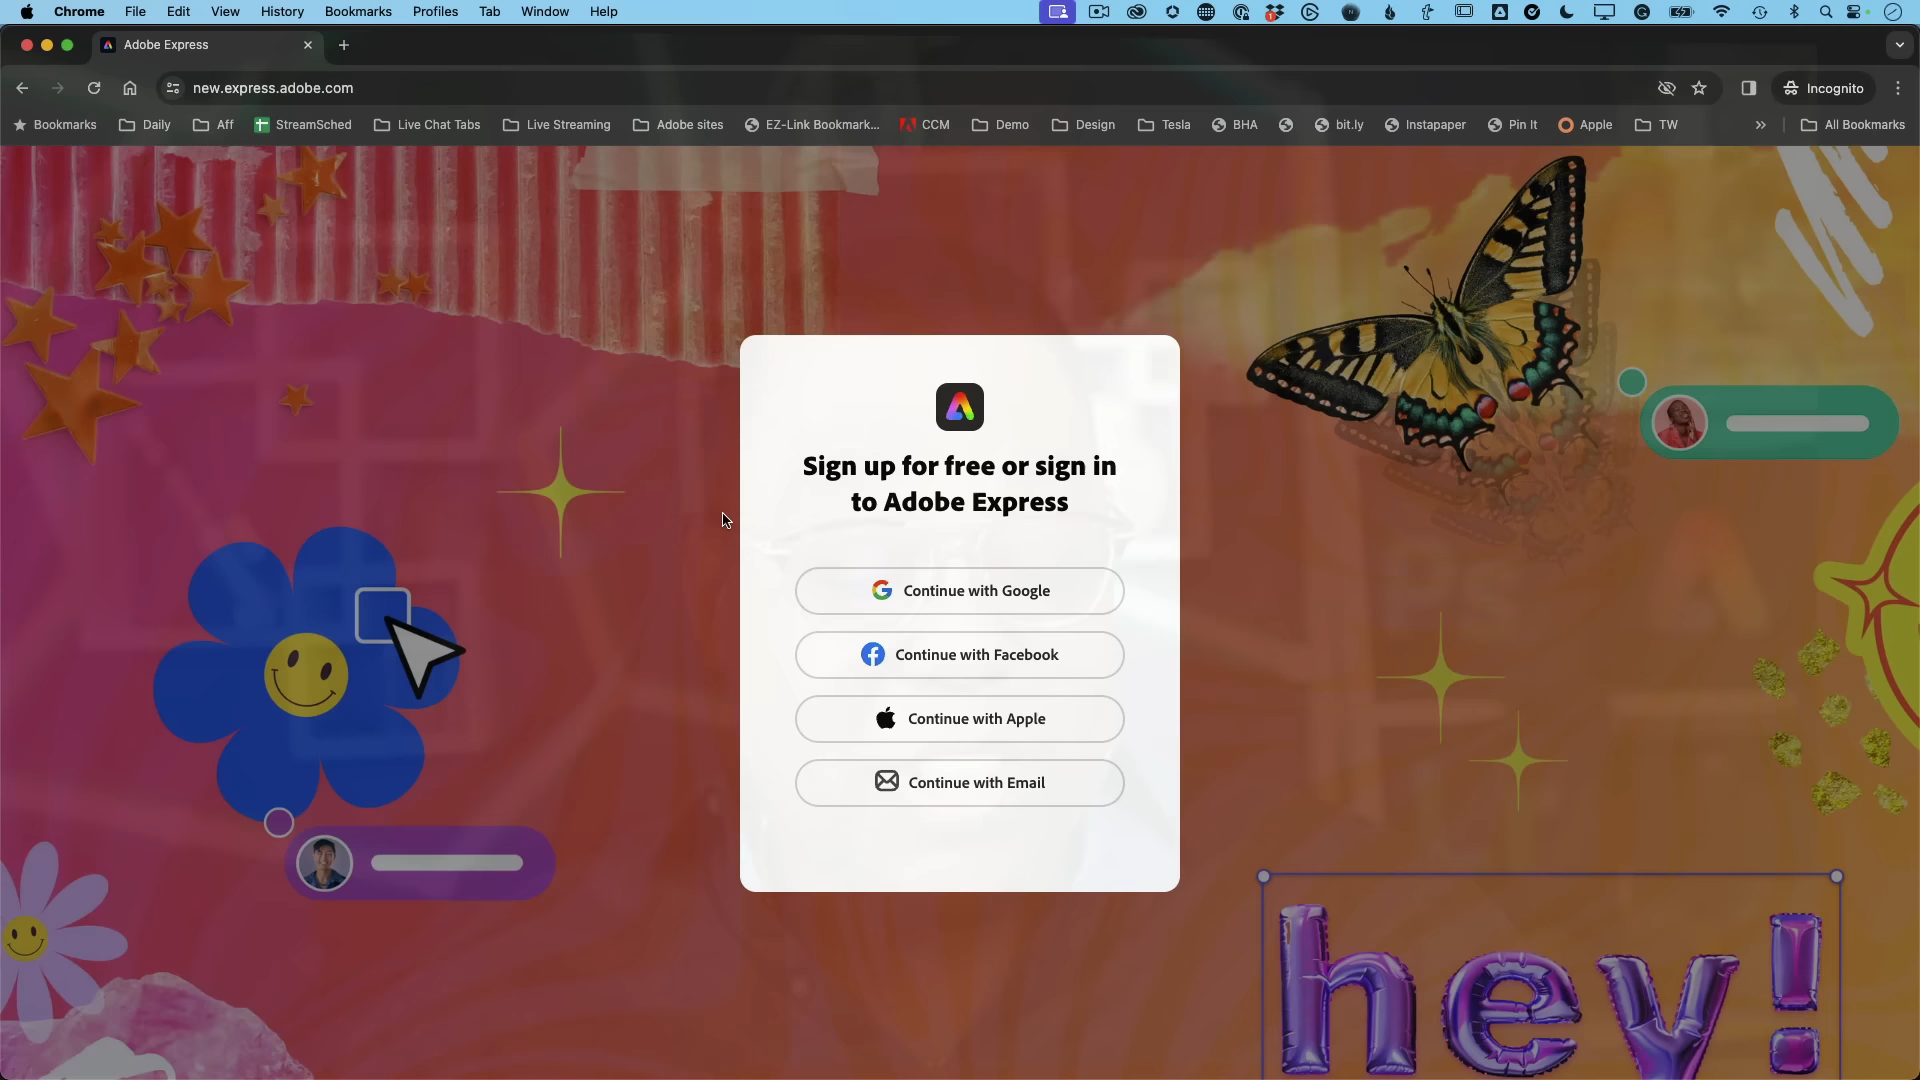 Chrome File Edit View History Bookmarks Profiles Tab Window Help
Adobe Express
new.express.adobe.com
Incognito
Bookmarks Daily Aff StreamSched Live Chat Tabs Live Streaming Adobe sites EZ-Link Bookmark... CCM Demo Design Tesla BHA bit.ly Instapaper Pin It Apple TW » All Bookmarks
Sign up for free or sign in
to Adobe Express
Continue with Google
Continue with Facebook
Continue with Apple
Continue with Email
hey!